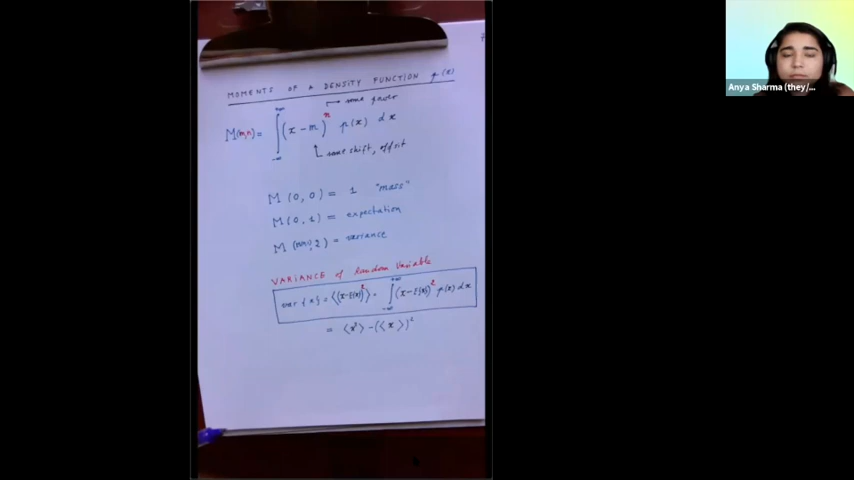 MOMENTS OF A DENSITY FUNCTION p(x)
→ some power
M(m,n) = ∫_{-∞}^{+∞} (x - m)^n p(x) dx
some shift, offset
M (0, 0) = 1 "mass"
M (0, 1) = expectation
M ( , 2) = variance
VARIANCE of Random Variable
var {x} = ⟨(x-E(x))^2⟩ = ∫_{-∞}^{+∞} (x-E(x))^2 p(x) dx
= ⟨x^2⟩ - (⟨x⟩)^2
Anya Sharma (they/...